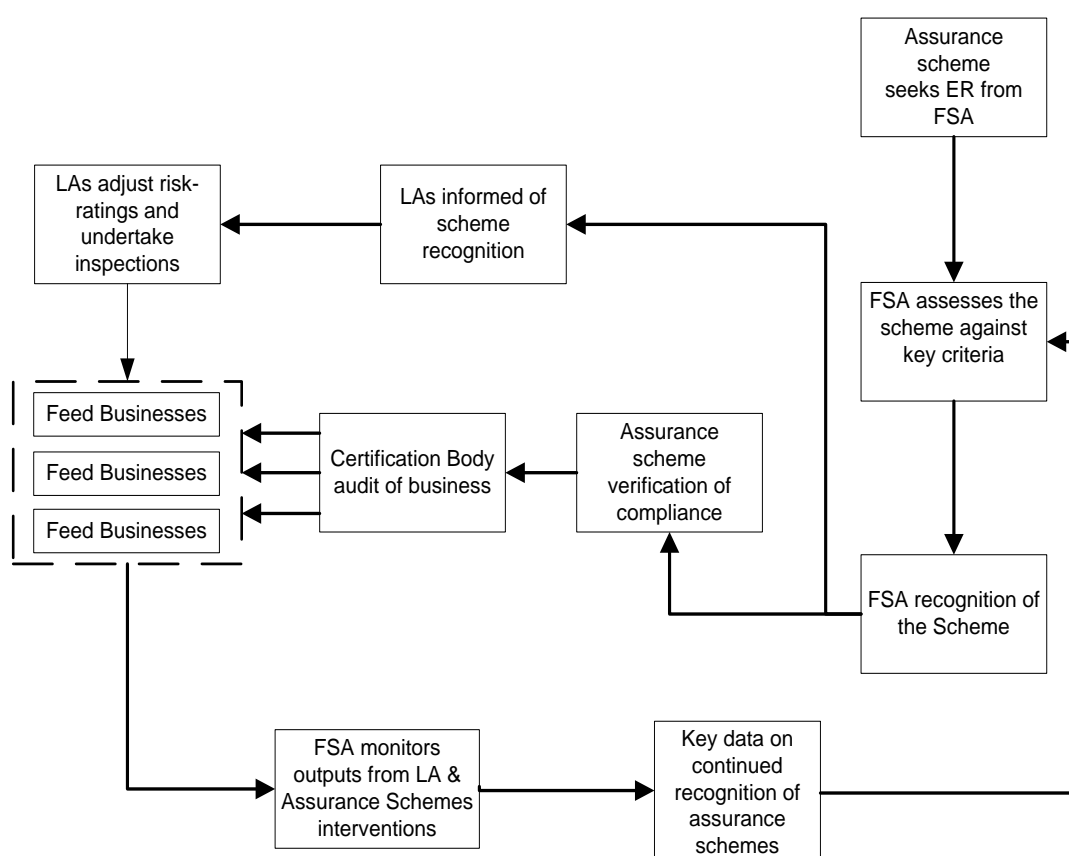 Assurance
scheme
seeks ER from
FSA
LAs adjust risk-
ratings and
undertake
inspections
LAs informed of
scheme
recognition
FSA assesses the
scheme against
key criteria
Feed Businesses
Feed Businesses
Feed Businesses
Certification Body
audit of business
Assurance
scheme
verification of
compliance
FSA recognition of
the Scheme
FSA monitors
outputs from LA &
Assurance Schemes
interventions
Key data on
continued
recognition of
assurance
schemes